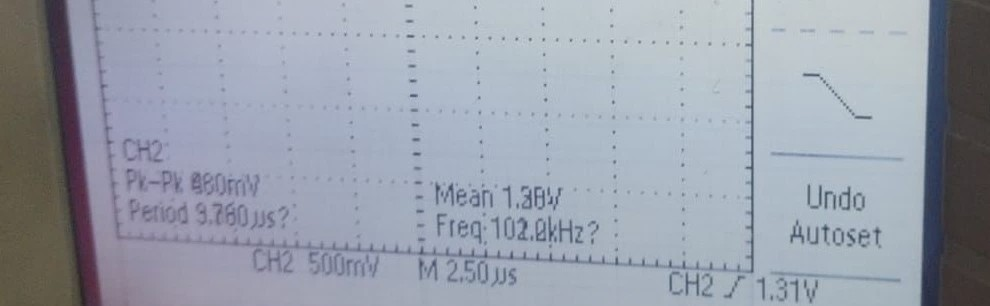 CH2
Pk-Pk 480mV
Mean 1.38V
Period 9.760µs?
Freq 102.0kHz?
Undo
Autoset
CH2 500mV M 2.50µs CH2 1.31V